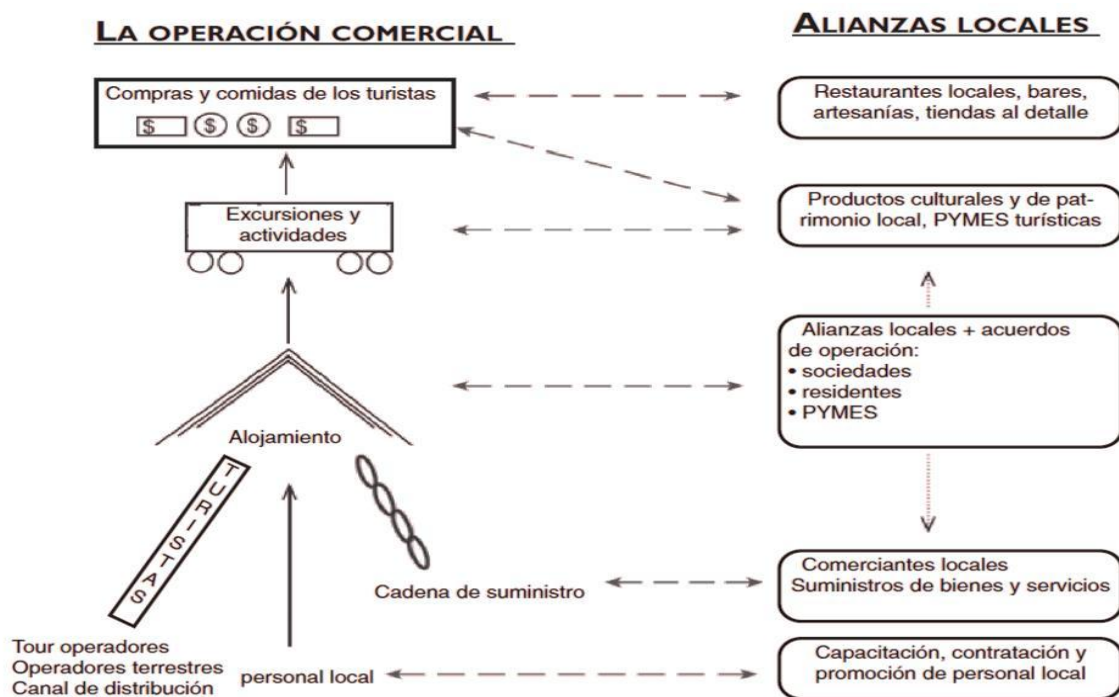 LA OPERACIÓN COMERCIAL
Compras y comidas de los turistas
$ $ $ $
Excursiones y
actividades
Alojamiento
TURISTAS
Cadena de suministro
Tour operadores
Operadores terrestres
Canal de distribución
personal local
ALIANZAS LOCALES
Restaurantes locales, bares,
artesanías, tiendas al detalle
Productos culturales y de pat-
rimonio local, PYMES turísticas
Alianzas locales + acuerdos
de operación:
• sociedades
• residentes
• PYMES
Comerciantes locales
Suministros de bienes y servicios
Capacitación, contratación y
promoción de personal local